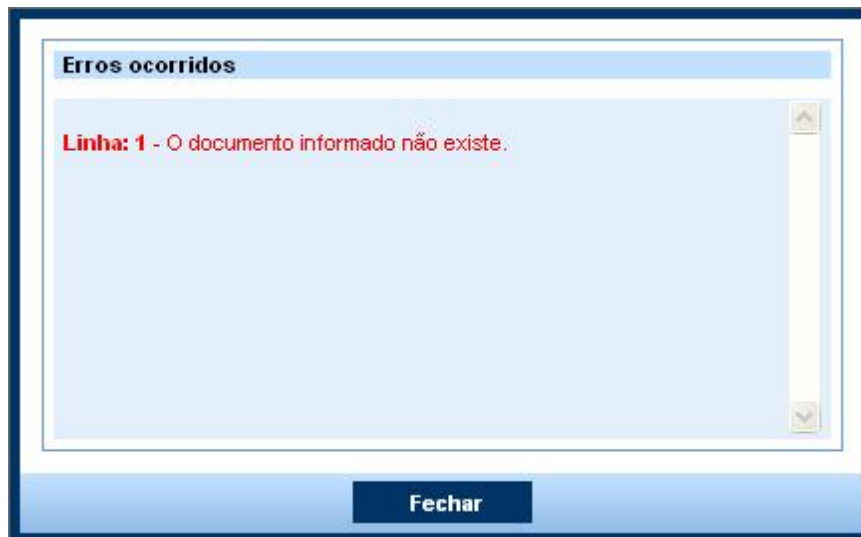 Erros ocorridos
Linha: 1 - O documento informado não existe.
Fechar